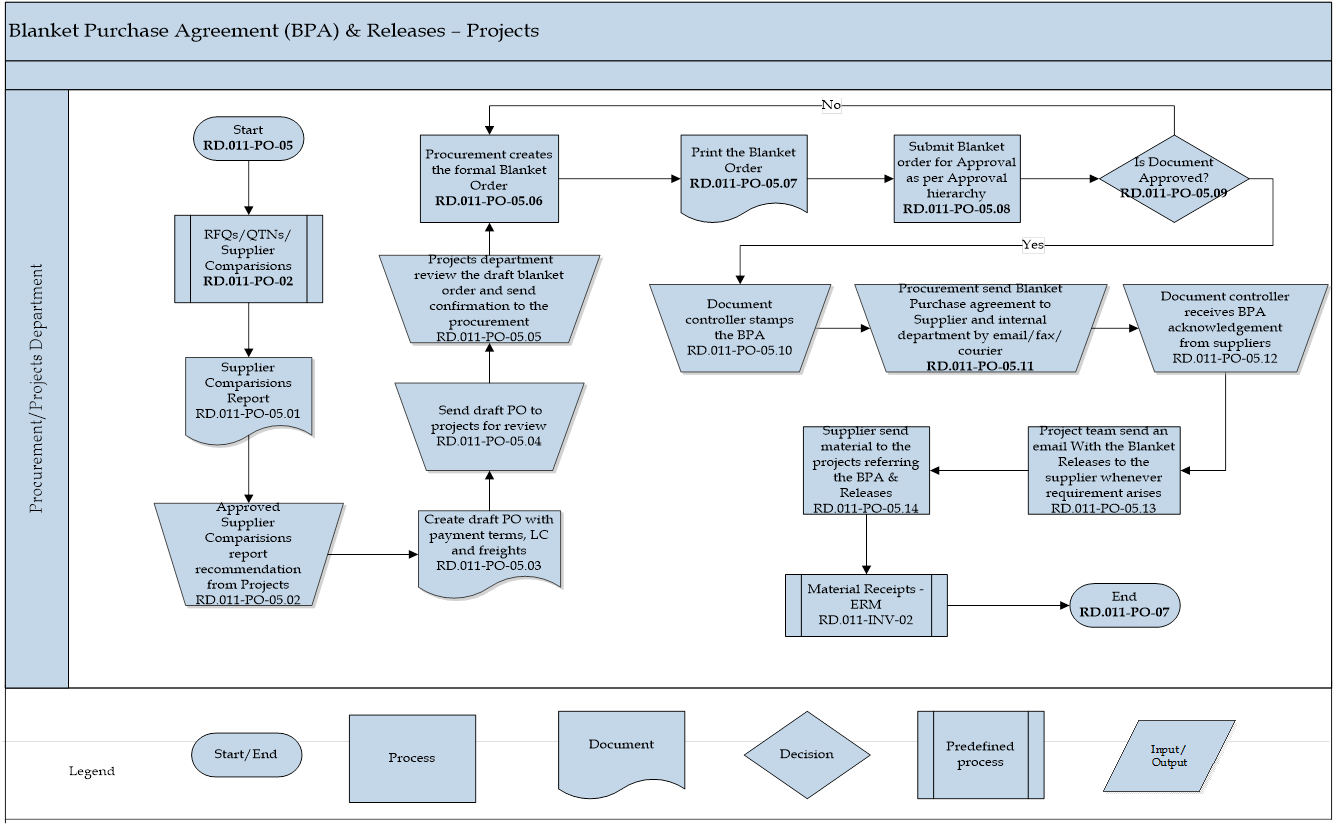 Blanket Purchase Agreement (BPA) & Releases – Projects
Procurement/Projects Department
Start
RD.011-PO-05
RFQs/QTNs/
Supplier
Comparisions
RD.011-PO-02
Supplier
Comparisions
Report
RD.011-PO-05.01
Approved
Supplier
Comparisions
report
recommendation
from Projects
RD.011-PO-05.02
Create draft PO with
payment terms, LC
and freights
RD.011-PO-05.03
Send draft PO to
projects for review
RD.011-PO-05.04
Projects department
review the draft blanket
order and send
confirmation to the
procurement
RD.011-PO-05.05
Procurement creates
the formal Blanket
Order
RD.011-PO-05.06
Print the Blanket
Order
RD.011-PO-05.07
Submit Blanket
order for Approval
as per Approval
hierarchy
RD.011-PO-05.08
Is Document
Approved?
RD.011-PO-05.09
No
Yes
Document
controller stamps
the BPA
RD.011-PO-05.10
Procurement send Blanket
Purchase agreement to
Supplier and internal
department by email/fax/
courier
RD.011-PO-05.11
Document controller
receives BPA
acknowledgement
from suppliers
RD.011-PO-05.12
Project team send an
email With the Blanket
Releases to the
supplier whenever
requirement arises
RD.011-PO-05.13
Supplier send
material to the
projects referring
the BPA &
Releases
RD.011-PO-05.14
Material Receipts -
ERM
RD.011-INV-02
End
RD.011-PO-07
Legend
Start/End
Process
Document
Decision
Predefined
process
Input/
Output